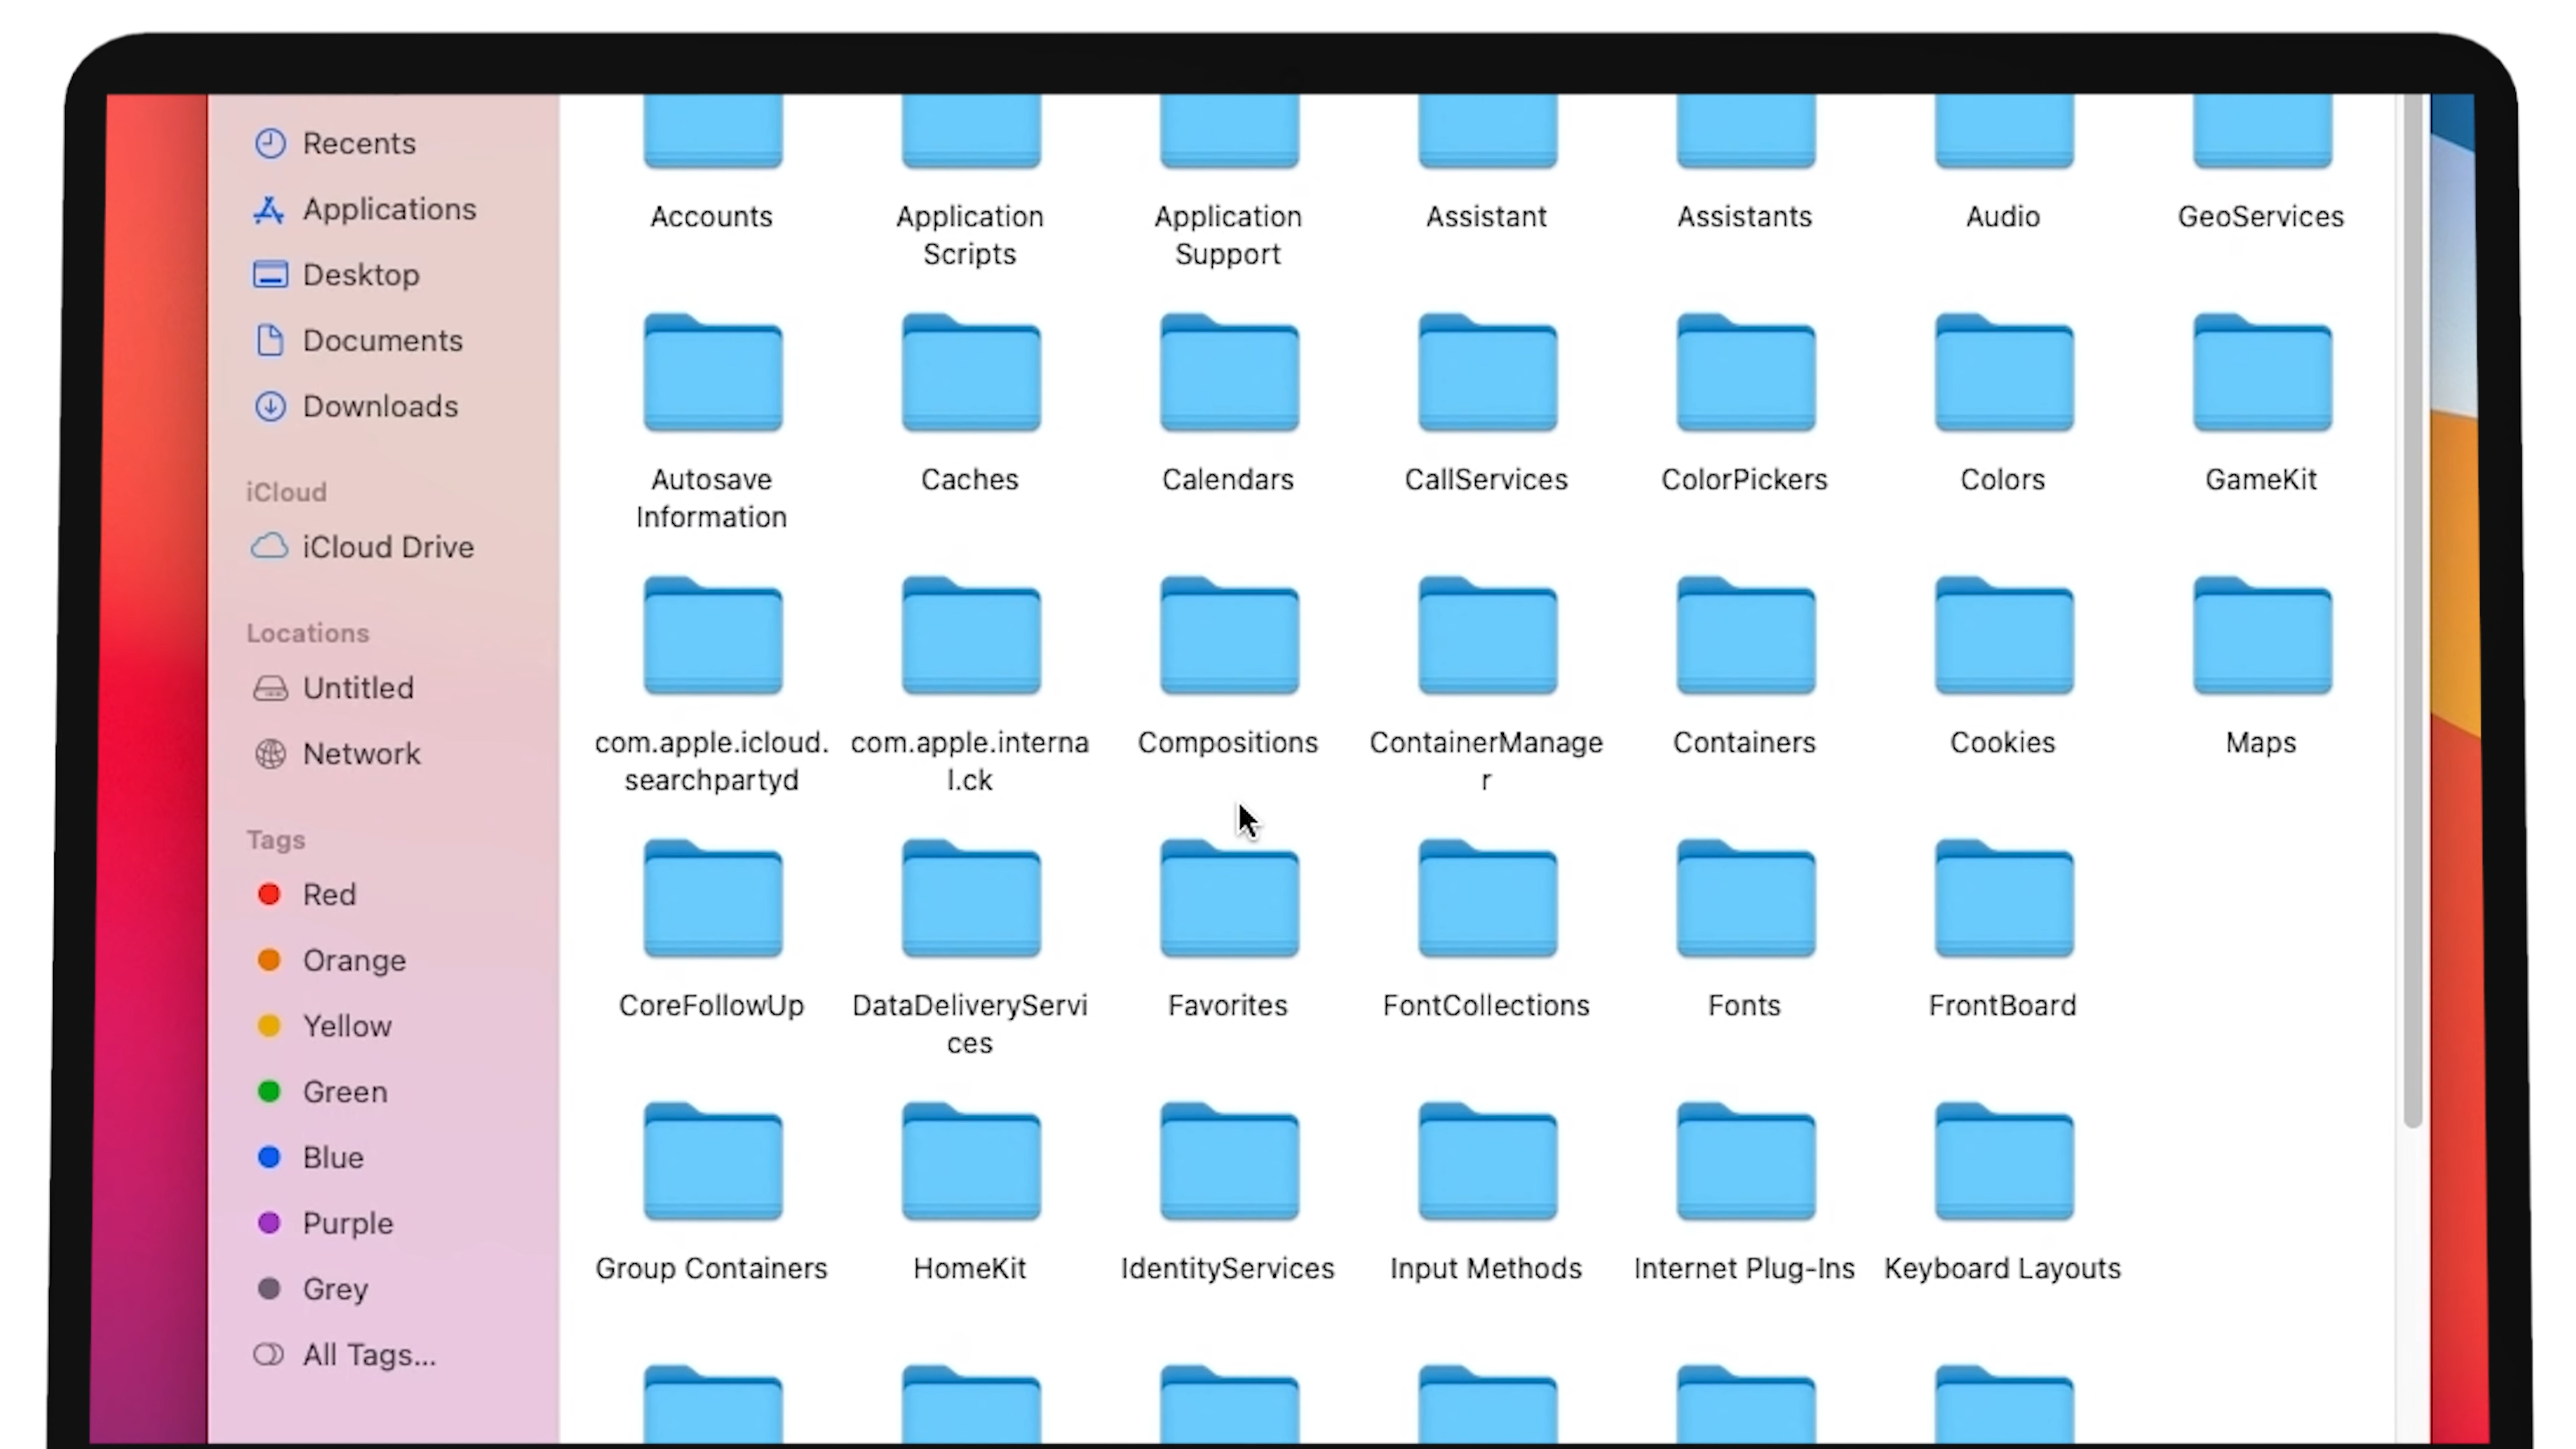 Recents
Applications
Desktop
Documents
Downloads
iCloud
iCloud Drive
Locations
Untitled
Network
Tags
Red
Orange
Yellow
Green
Blue
Purple
Grey
All Tags...
Accounts
Application
Scripts
Application
Support
Assistant
Assistants
Audio
GeoServices
Autosave
Information
Caches
Calendars
CallServices
ColorPickers
Colors
GameKit
com.apple.icloud.
searchpartyd
com.apple.interna
l.ck
Compositions
ContainerManage
r
Containers
Cookies
Maps
CoreFollowUp
DataDeliveryServi
ces
Favorites
FontCollections
Fonts
FrontBoard
Group Containers
HomeKit
IdentityServices
Input Methods
Internet Plug-Ins
Keyboard Layouts